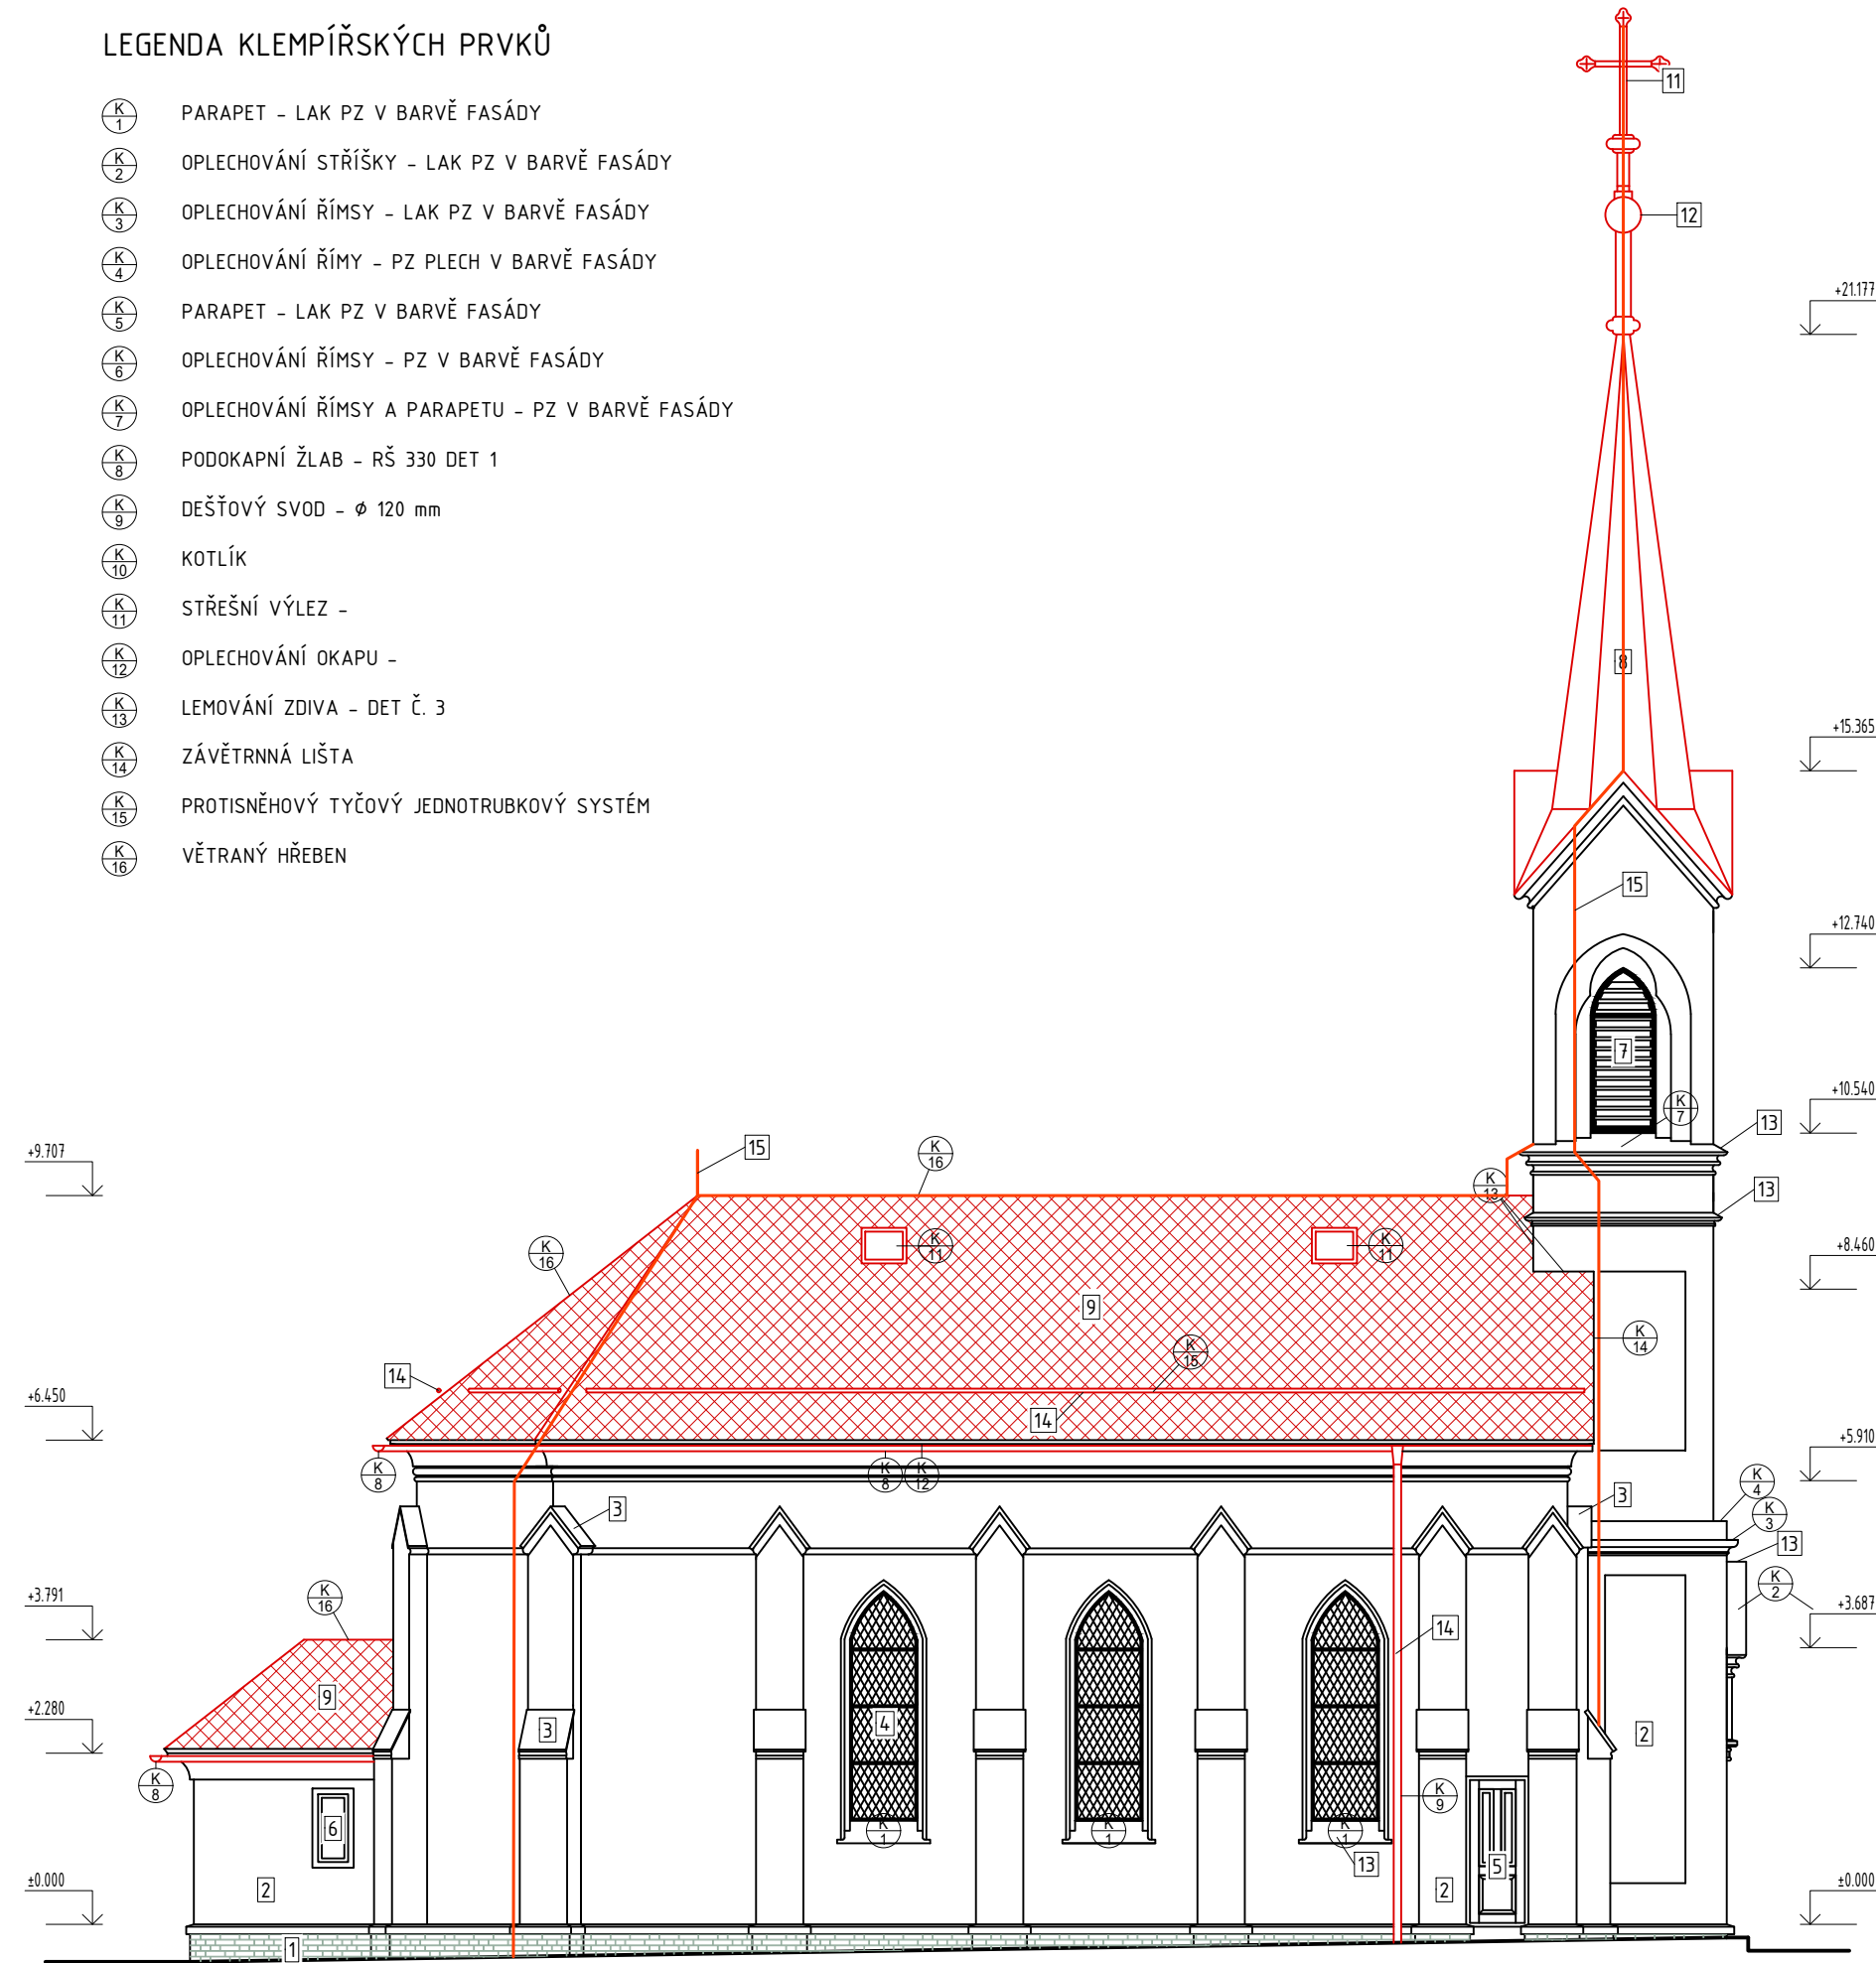 LEGENDA KLEMPÍŘSKÝCH PRVKŮ
K 1 PARAPET - LAK PZ V BARVĚ FASÁDY
K 2 OPLECHOVÁNÍ STŘÍŠKY - LAK PZ V BARVĚ FASÁDY
K 3 OPLECHOVÁNÍ ŘÍMSY - LAK PZ V BARVĚ FASÁDY
K 4 OPLECHOVÁNÍ ŘÍMY - PZ PLECH V BARVĚ FASÁDY
K 5 PARAPET - LAK PZ V BARVĚ FASÁDY
K 6 OPLECHOVÁNÍ ŘÍMSY - PZ V BARVĚ FASÁDY
K 7 OPLECHOVÁNÍ ŘÍMSY A PARAPETU - PZ V BARVĚ FASÁDY
K 8 PODOKAPNÍ ŽLAB - RŠ 330 DET 1
K 9 DEŠŤOVÝ SVOD - Ø 120 mm
K 10 KOTLÍK
K 11 STŘEŠNÍ VÝLEZ -
K 12 OPLECHOVÁNÍ OKAPU -
K 13 LEMOVÁNÍ ZDIVA - DET Č. 3
K 14 ZÁVĚTRNNÁ LIŠTA
K 15 PROTISNĚHOVÝ TYČOVÝ JEDNOTRUBKOVÝ SYSTÉM
K 16 VĚTRANÝ HŘEBEN
11
12
+21.177
8
+15.365
15
+12.740
7
+10.540
K 7
13
+9.707
15
K 16
K 13
13
K 16
K 11
K 11
+8.460
9
K 14
K 15
14
14
+6.450
+5.910
K 8
K 8
K 12
K 4
3
3
K 3
13
K 2
+3.791
K 16
+3.687
14
9
+2.280
3
4
2
K 8
K 9
6
K 1
K 1
K 1
13
5
±0.000
2
2
±0.000
1